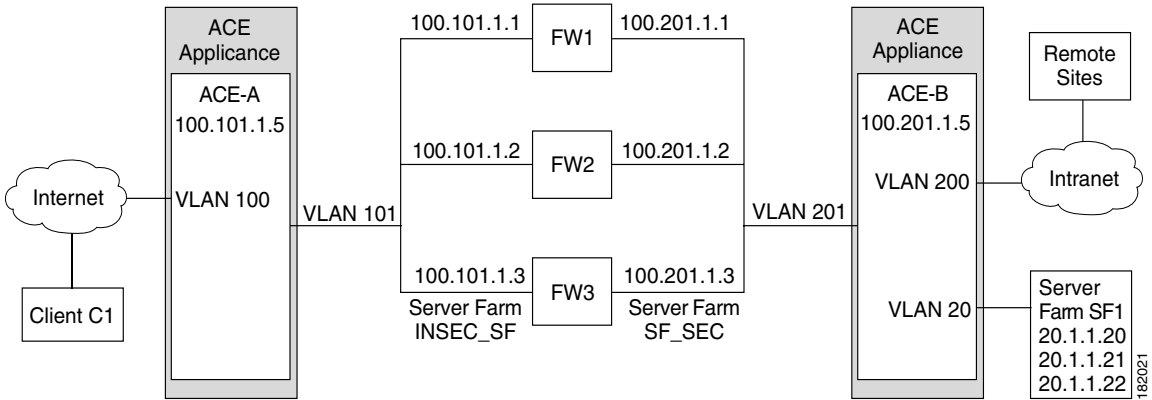 ACE
Applicance
ACE-A
100.101.1.5
VLAN 100
Internet
Client C1
VLAN 101
100.101.1.1
FW1
100.201.1.1
100.101.1.2
FW2
100.201.1.2
100.101.1.3
FW3
100.201.1.3
Server Farm
INSEC_SF
Server Farm
SF_SEC
VLAN 201
ACE
Appliance
ACE-B
100.201.1.5
VLAN 200
VLAN 20
Remote
Sites
Intranet
Server
Farm SF1
20.1.1.20
20.1.1.21
20.1.1.22
182021